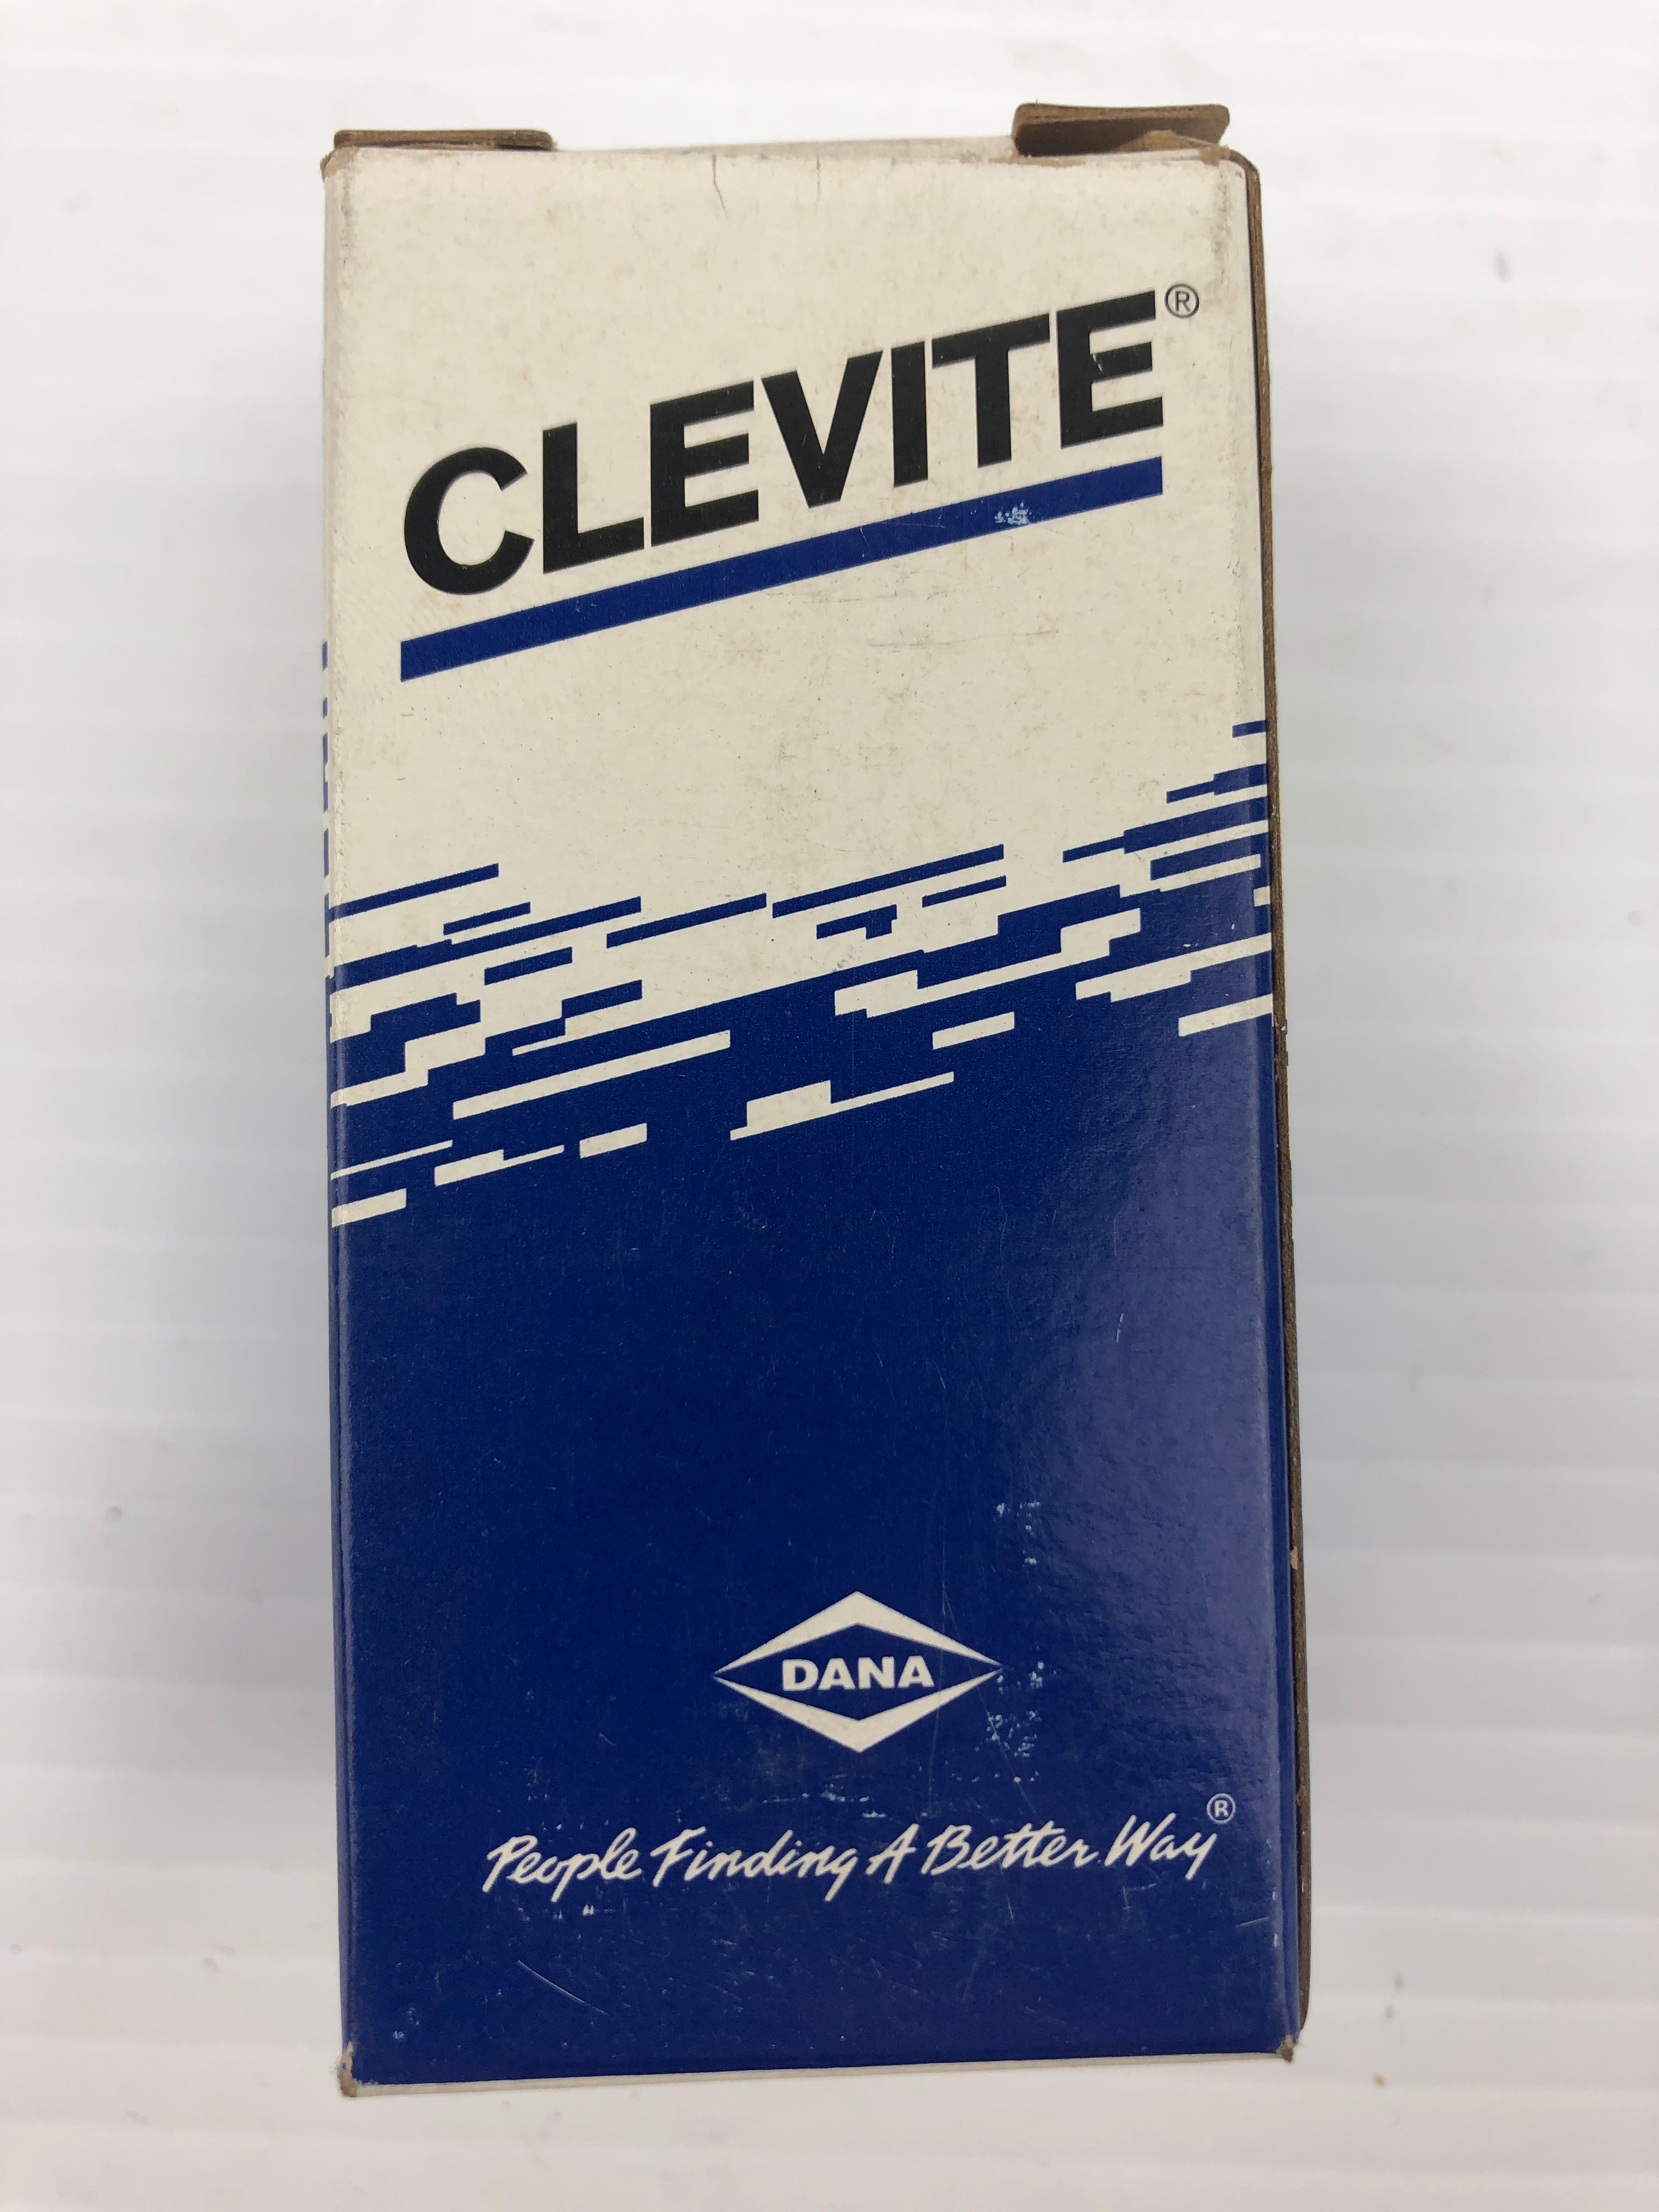 CLEVITE®
DANA
People Finding A Better Way®